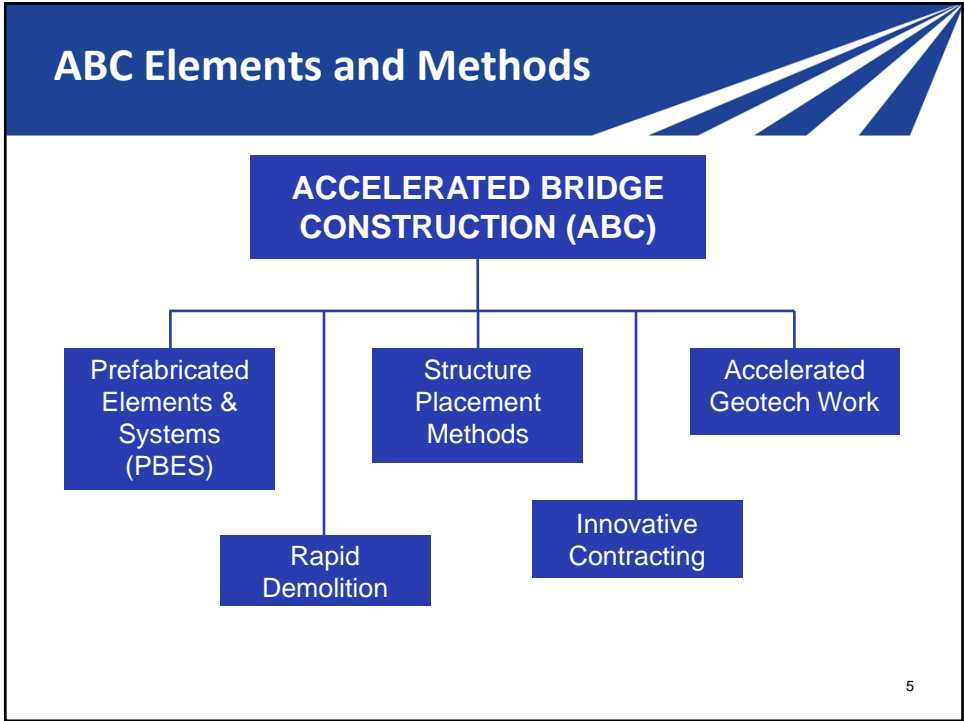 ABC Elements and Methods
ACCELERATED BRIDGE
CONSTRUCTION (ABC)
Prefabricated
Elements &
Systems
(PBES)
Rapid
Demolition
Structure
Placement
Methods
Innovative
Contracting
Accelerated
Geotech Work
5